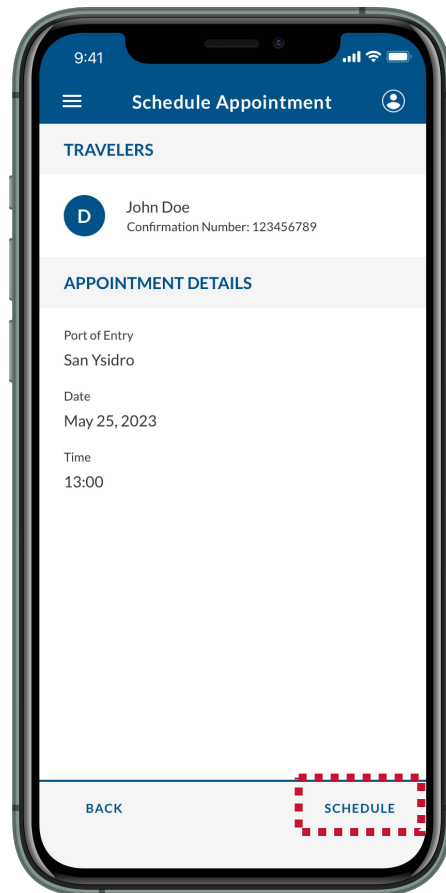 9:41
Schedule Appointment
TRAVELERS
D
John Doe
Confirmation Number: 123456789
APPOINTMENT DETAILS
Port of Entry
San Ysidro
Date
May 25, 2023
Time
13:00
BACK
SCHEDULE